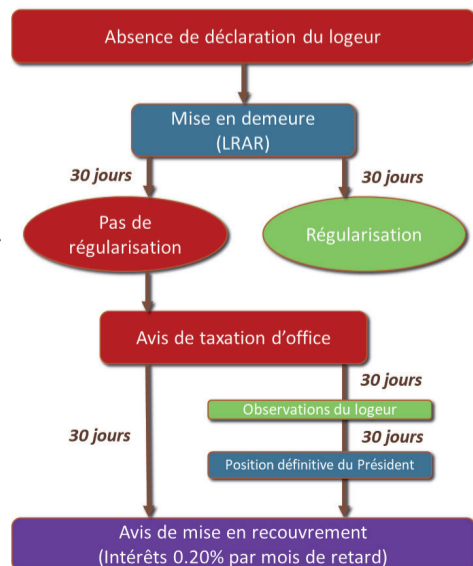 Absence de déclaration du logeur
Mise en demeure
(LRAR)
30 jours
30 jours
Pas de
régularisation
Régularisation
Avis de taxation d'office
30 jours
Observations du logeur
30 jours
30 jours
Position définitive du Président
Avis de mise en recouvrement
(Intérêts 0.20% par mois de retard)